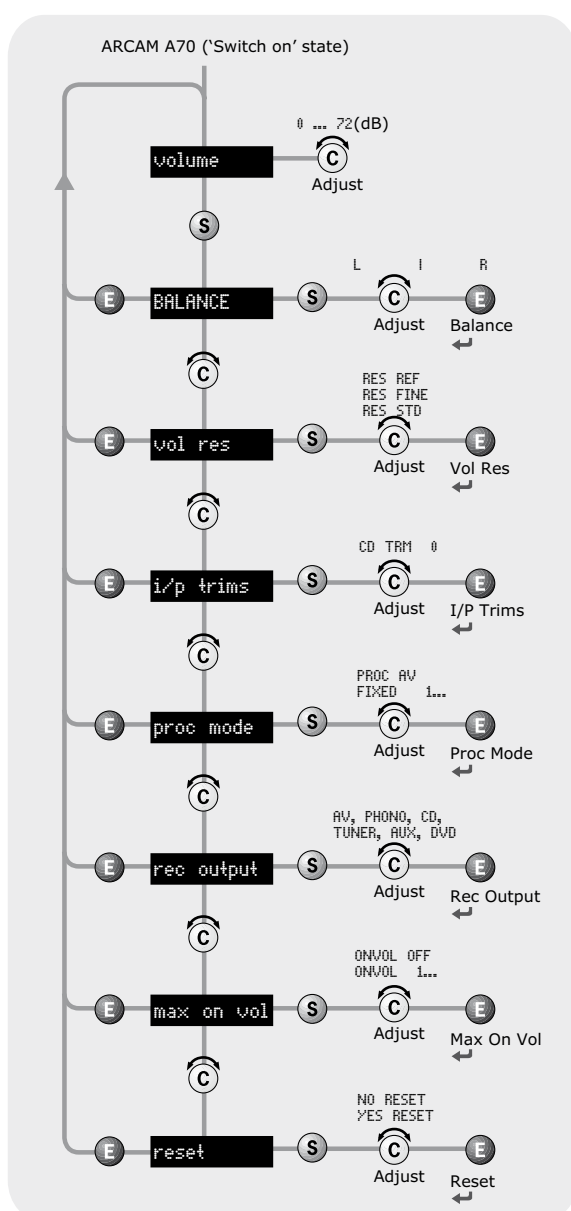 ARCAM A70 (‘Switch on’ state)
0 ... 72(dB)
volume
C
Adjust
S
L I R
E BALANCE S C E
Adjust Balance
C
RES REF
RES FINE
RES STD
E vol res S C E
Adjust Vol Res
C
CD TRM 0
E i/p trims S C E
Adjust I/P Trims
C
PROC AV
FIXED 1...
E proc mode S C E
Adjust Proc Mode
C
AV, PHONO, CD,
TUNER, AUX, DVD
E rec output S C E
Adjust Rec Output
C
ONVOL OFF
ONVOL 1...
E max on vol S C E
Adjust Max On Vol
C
NO RESET
YES RESET
E reset S C E
Adjust Reset